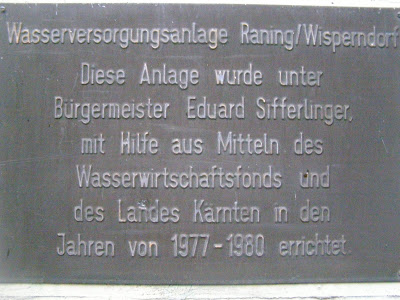 Wasserversorgungsanlage Raning/Wisperndorf
Diese Anlage wurde unter
Bürgermeister Eduard Sifferlinger,
mit Hilfe aus Mitteln des
Wasserwirtschaftsfonds und
des Landes Kärnten in den
Jahren von 1977-1980 errichtet.